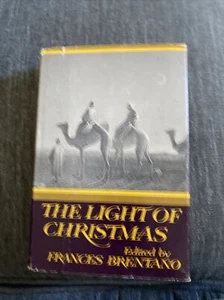 THE LIGHT OF
CHRISTMAS
Edited by
FRANCES BRENTANO